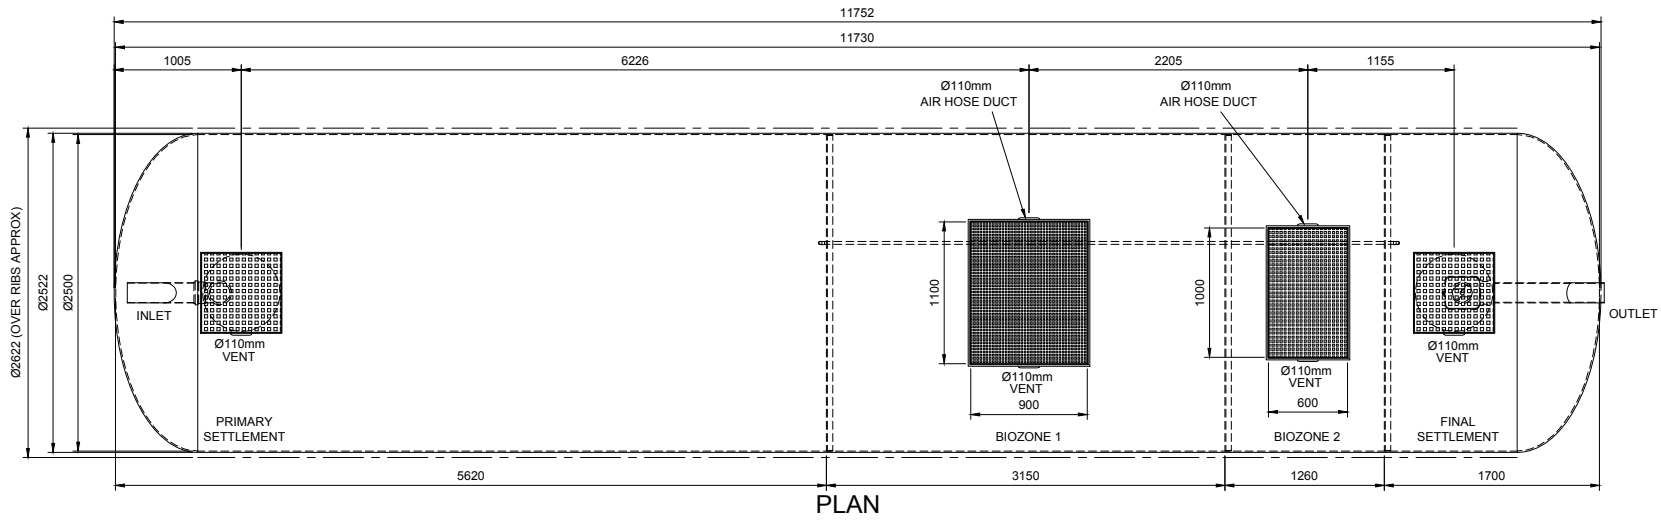 11752
11730
1005
6226
2205
1155
Ø110mm
AIR HOSE DUCT
Ø110mm
AIR HOSE DUCT
Ø2622 (OVER RIBS APPROX)
Ø2522
Ø2500
1100
1000
INLET
OUTLET
Ø110mm
VENT
Ø110mm
VENT
Ø110mm
VENT
Ø110mm
VENT
900
600
PRIMARY
SETTLEMENT
BIOZONE 1
BIOZONE 2
FINAL
SETTLEMENT
5620
3150
1260
1700
PLAN